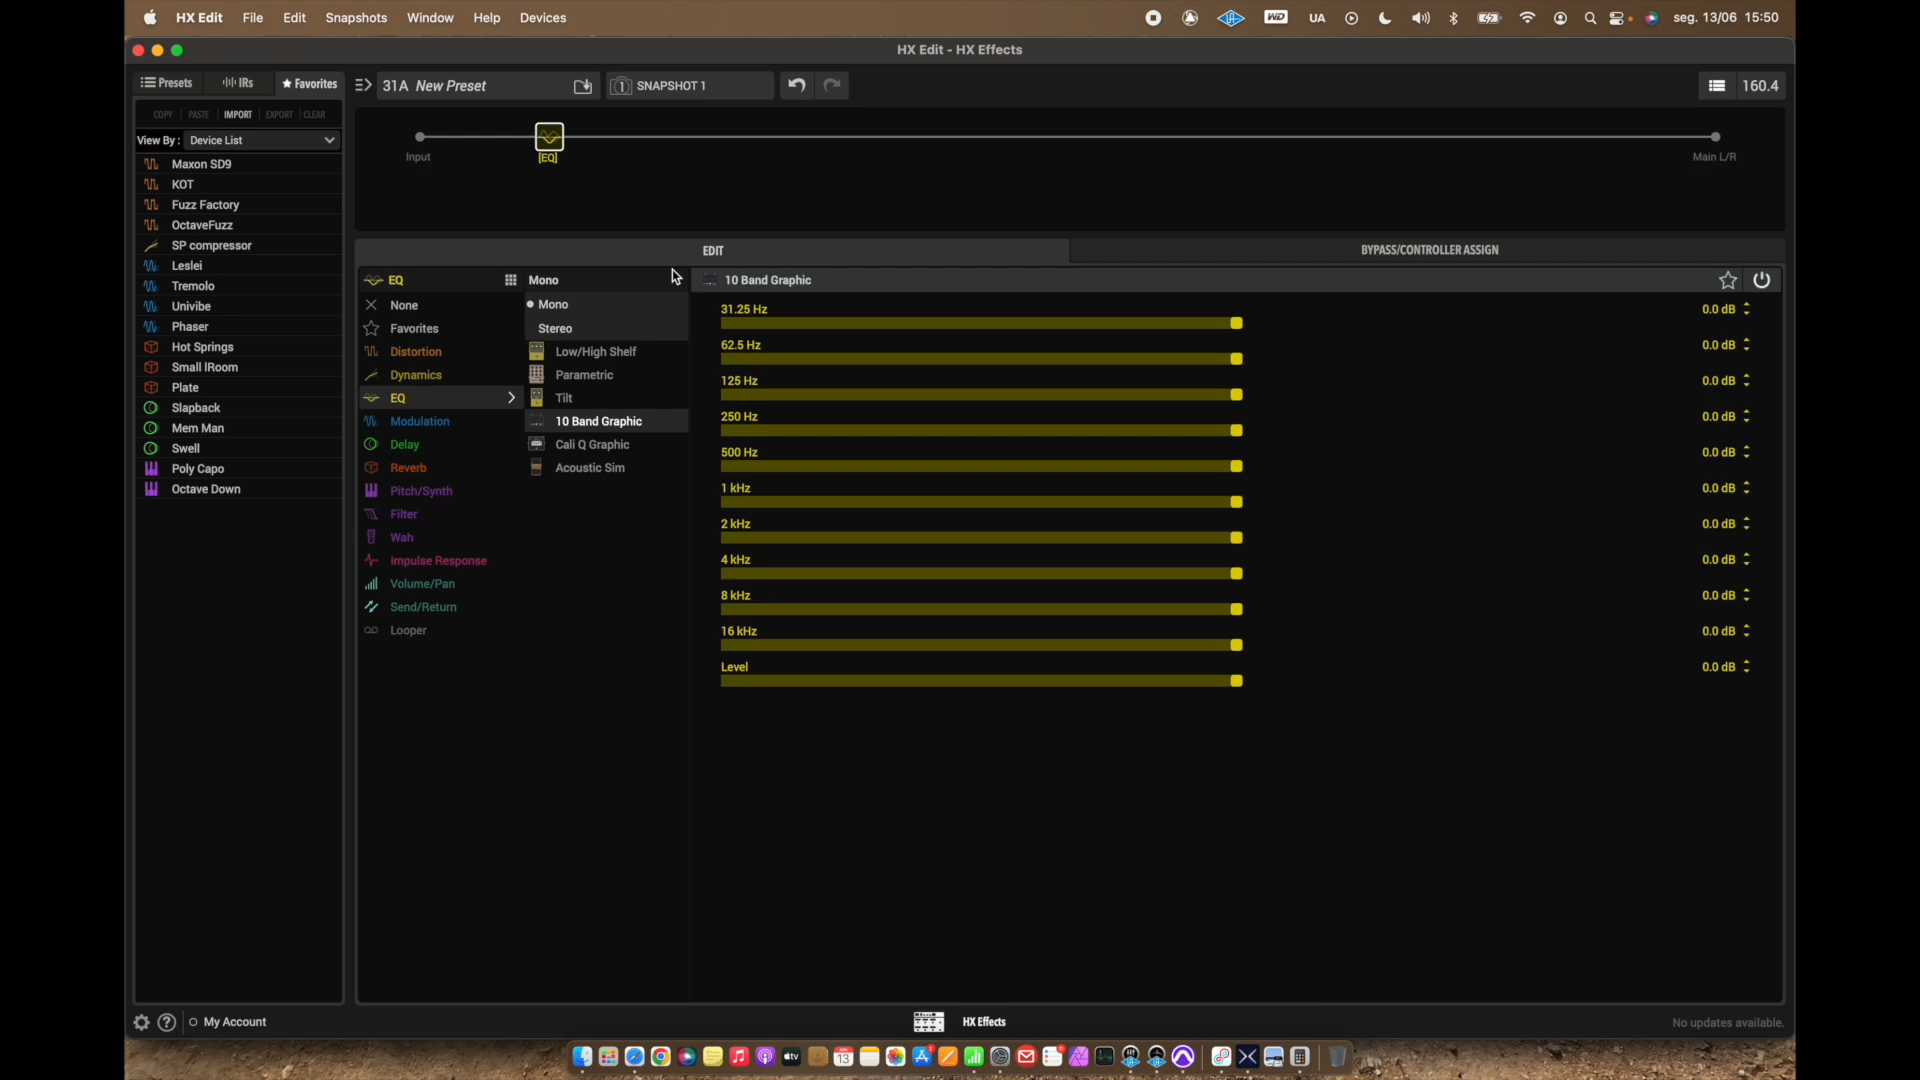 HX Edit File Edit Snapshots Window Help Devices WD UA seg. 13/06 15:50
HX Edit - HX Effects
Presets IRs Favorites 31A New Preset 1 SNAPSHOT 1 160.4
COPY PASTE IMPORT EXPORT CLEAR
View By : Device List
Maxon SD9
KOT
Fuzz Factory
OctaveFuzz
SP compressor
Leslei
Tremolo
Univibe
Phaser
Hot Springs
Small lRoom
Plate
Slapback
Mem Man
Swell
Poly Capo
Octave Down
Input
[EQ]
Main L/R
EDIT
BYPASS/CONTROLLER ASSIGN
EQ
None
Favorites
Distortion
Dynamics
EQ
Modulation
Delay
Reverb
Pitch/Synth
Filter
Wah
Impulse Response
Volume/Pan
Send/Return
Looper
Mono
Mono
Stereo
Low/High Shelf
Parametric
Tilt
10 Band Graphic
Cali Q Graphic
Acoustic Sim
10 Band Graphic
31.25 Hz 0.0 dB
62.5 Hz 0.0 dB
125 Hz 0.0 dB
250 Hz 0.0 dB
500 Hz 0.0 dB
1 kHz 0.0 dB
2 kHz 0.0 dB
4 kHz 0.0 dB
8 kHz 0.0 dB
16 kHz 0.0 dB
Level 0.0 dB
My Account
HX Effects
No updates available.
tv
13